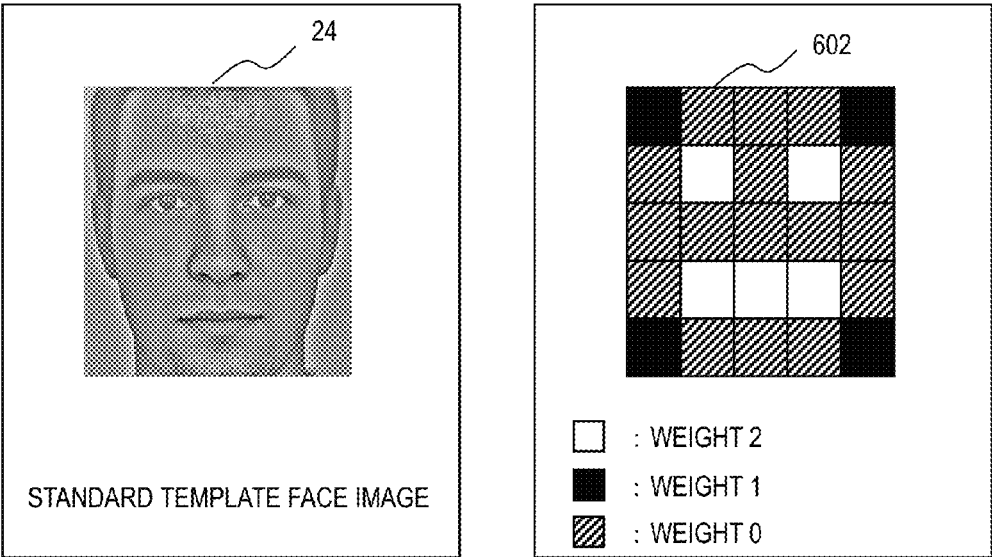 24
602
STANDARD TEMPLATE FACE IMAGE
: WEIGHT 2
: WEIGHT 1
: WEIGHT 0